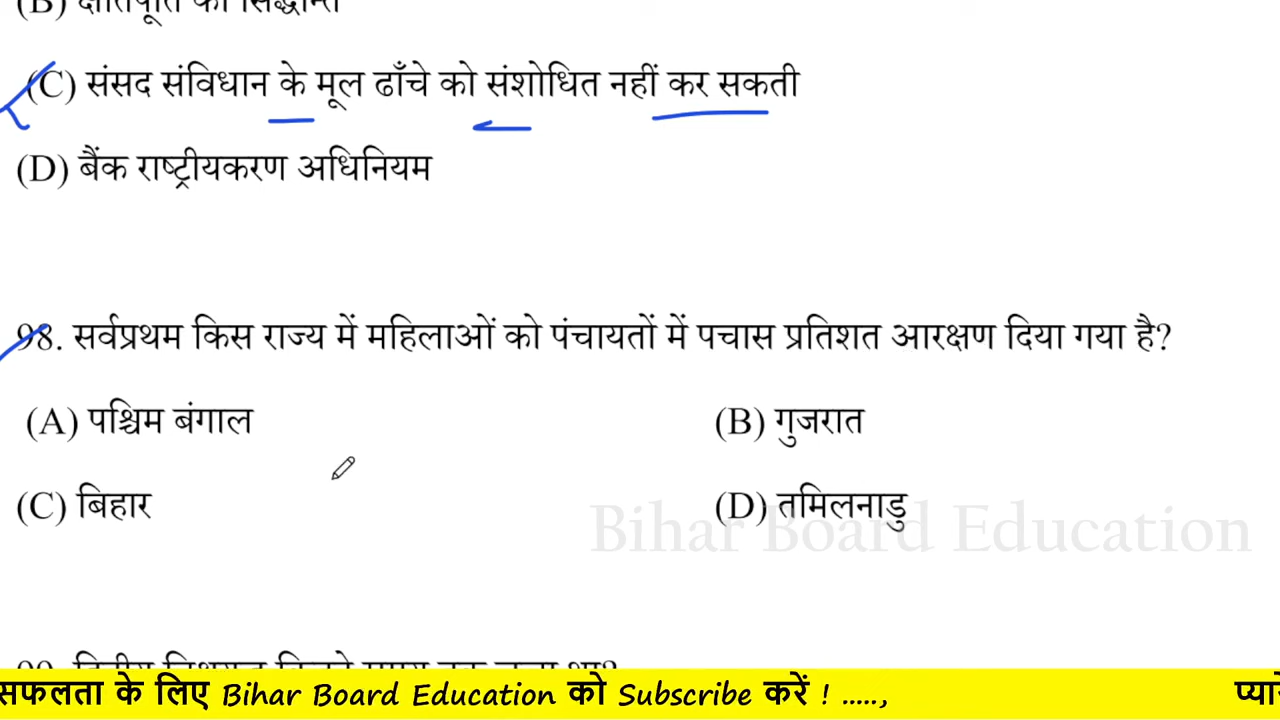 (B) क्षतिपूर्ति का सिद्धान्त
(C) संसद संविधान के मूल ढाँचे को संशोधित नहीं कर सकती
(D) बैंक राष्ट्रीयकरण अधिनियम
98. सर्वप्रथम किस राज्य में महिलाओं को पंचायतों में पचास प्रतिशत आरक्षण दिया गया है?
(A) पश्चिम बंगाल (B) गुजरात
(C) बिहार (D) तमिलनाडु
Bihar Board Education
सफलता के लिए Bihar Board Education को Subscribe करें ! ....., प्यारे